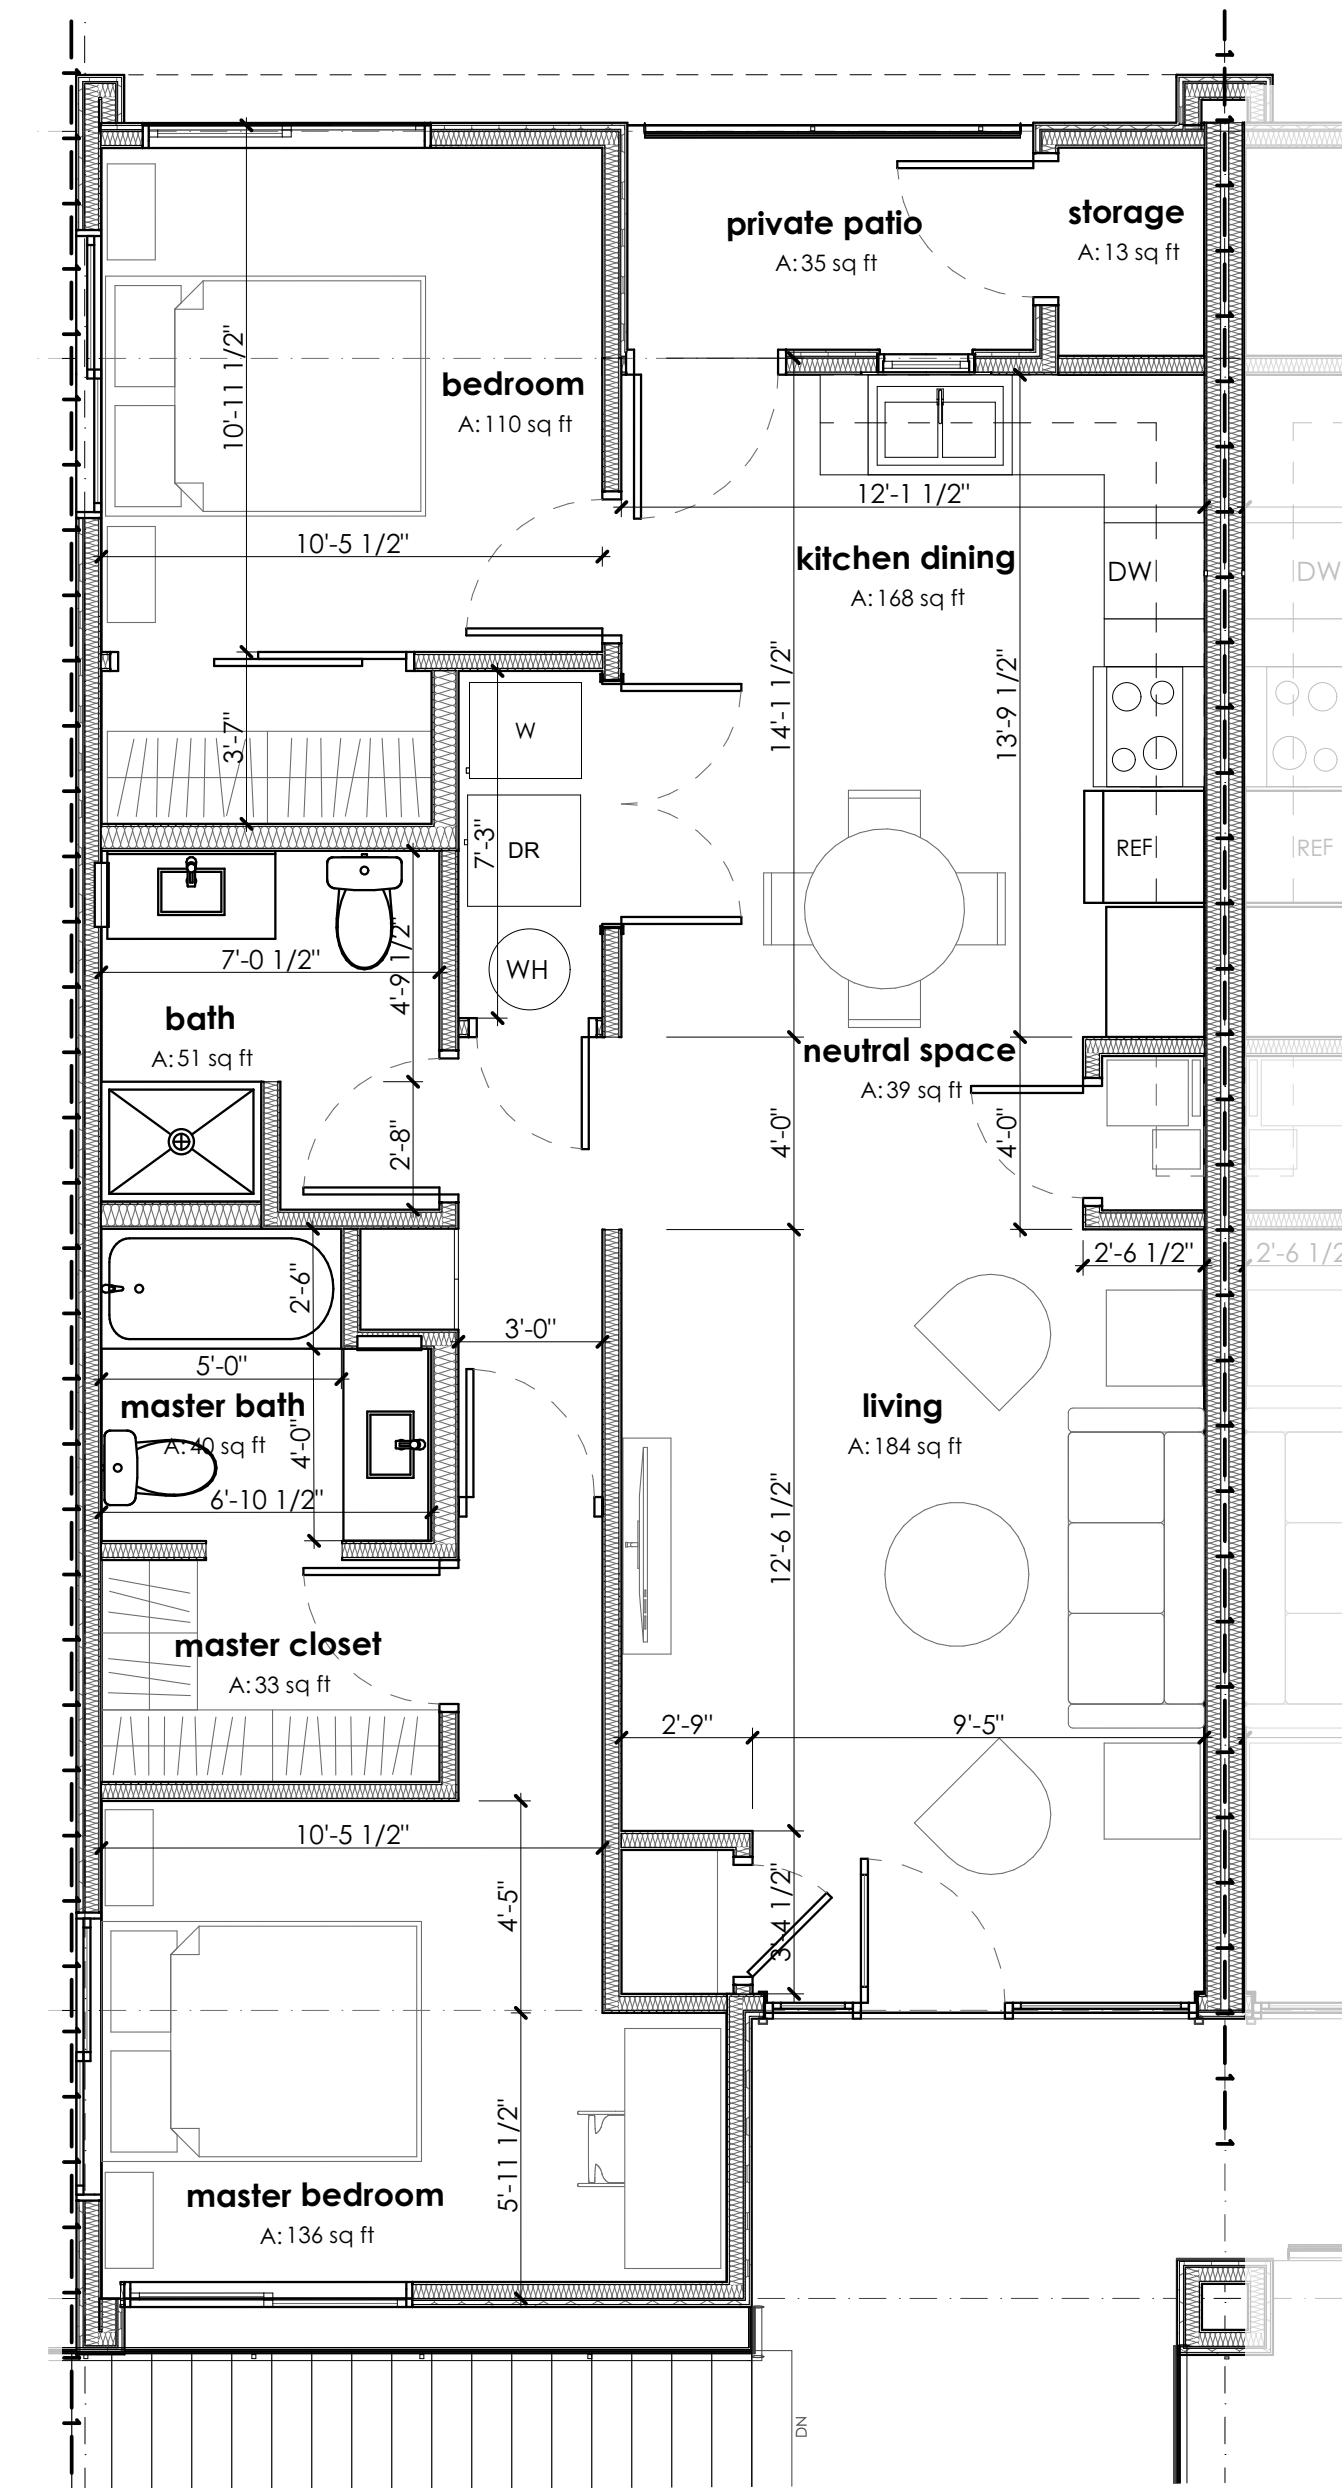 private patio
A: 35 sq ft
storage
A: 13 sq ft
10'-11 1/2"
bedroom
A: 110 sq ft
12'-1 1/2"
10'-5 1/2"
kitchen dining
A: 168 sq ft
DW
DW
14'-1 1/2"
13'-9 1/2"
3'-7"
W
7'-3"
DR
REF
REF
7'-0 1/2"
4'-9 1/2"
WH
bath
A: 51 sq ft
neutral space
A: 39 sq ft
2'-8"
4'-0"
4'-0"
2'-6 1/2"
2'-6 1/2
2'-6"
3'-0"
5'-0"
master bath
A: 40 sq ft
4'-0"
6'-10 1/2"
living
A: 184 sq ft
12'-6 1/2"
master closet
A: 33 sq ft
2'-9"
9'-5"
10'-5 1/2"
4'-5"
3'-4 1/2"
5'-11 1/2"
master bedroom
A: 136 sq ft
DN